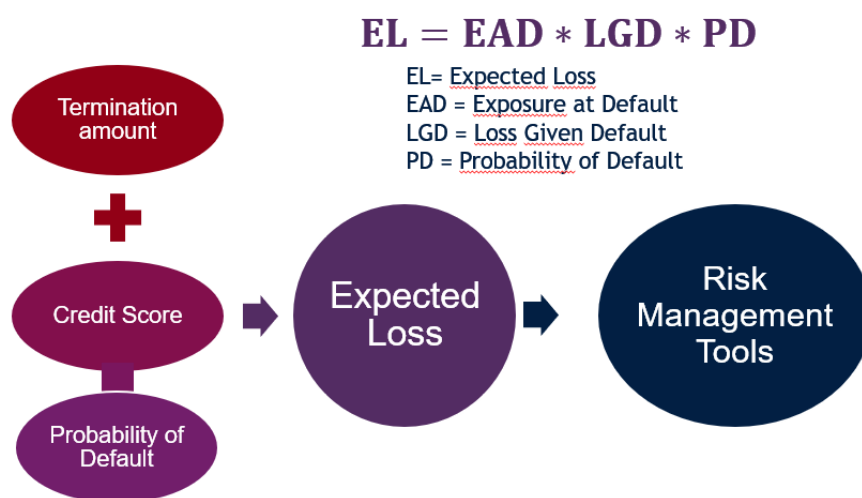 EL = EAD * LGD * PD
EL= Expected Loss
EAD = Exposure at Default
LGD = Loss Given Default
PD = Probability of Default
Termination
amount
Credit Score
Probability of
Default
Expected
Loss
Risk
Management
Tools